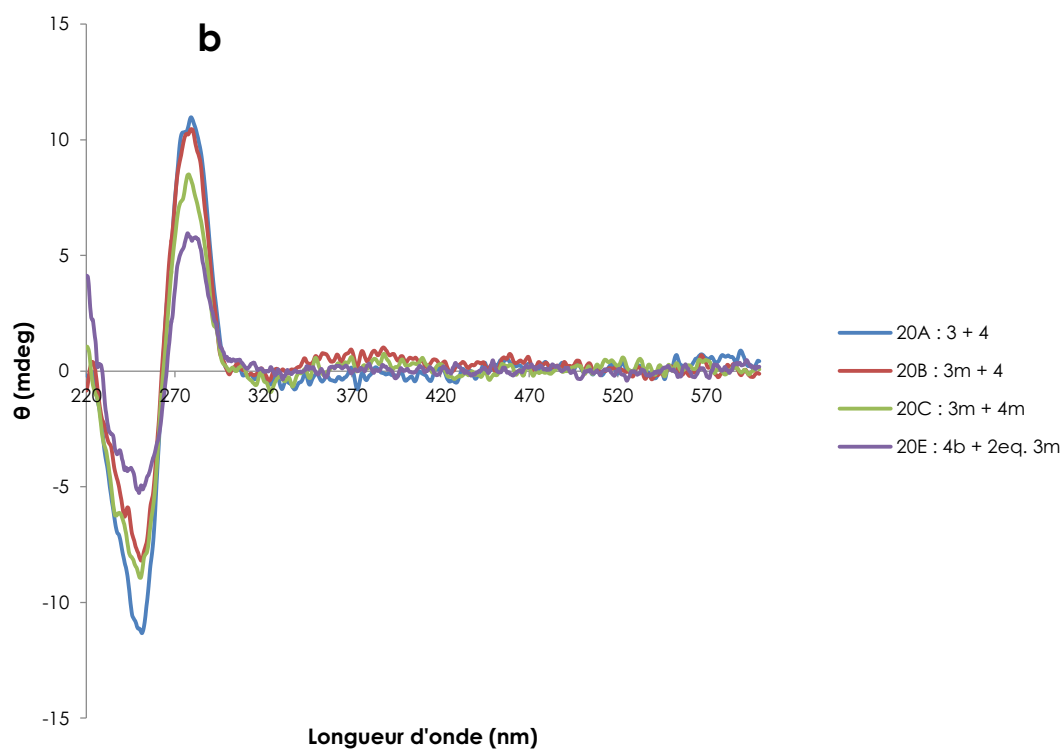 b
15
10
5
0
-5
-10
-15
220 270 320 370 420 470 520 570
θ (mdeg)
Longueur d'onde (nm)
20A : 3 + 4
20B : 3m + 4
20C : 3m + 4m
20E : 4b + 2eq. 3m